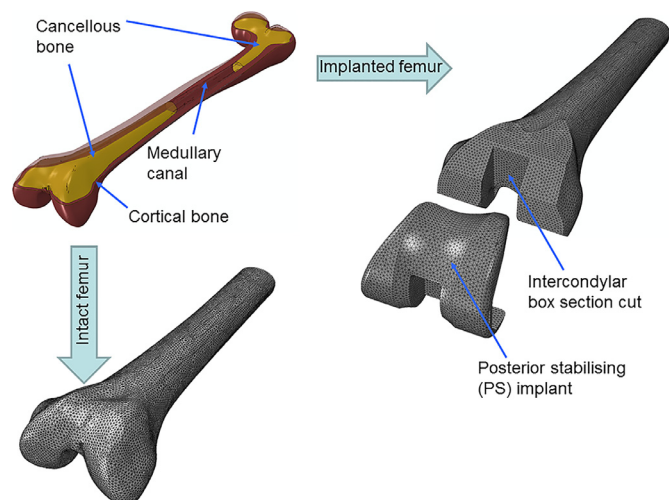 Cancellous
bone
Implanted femur
Medullary
canal
Cortical bone
Intact femur
Intercondylar
box section cut
Posterior stabilising
(PS) implant